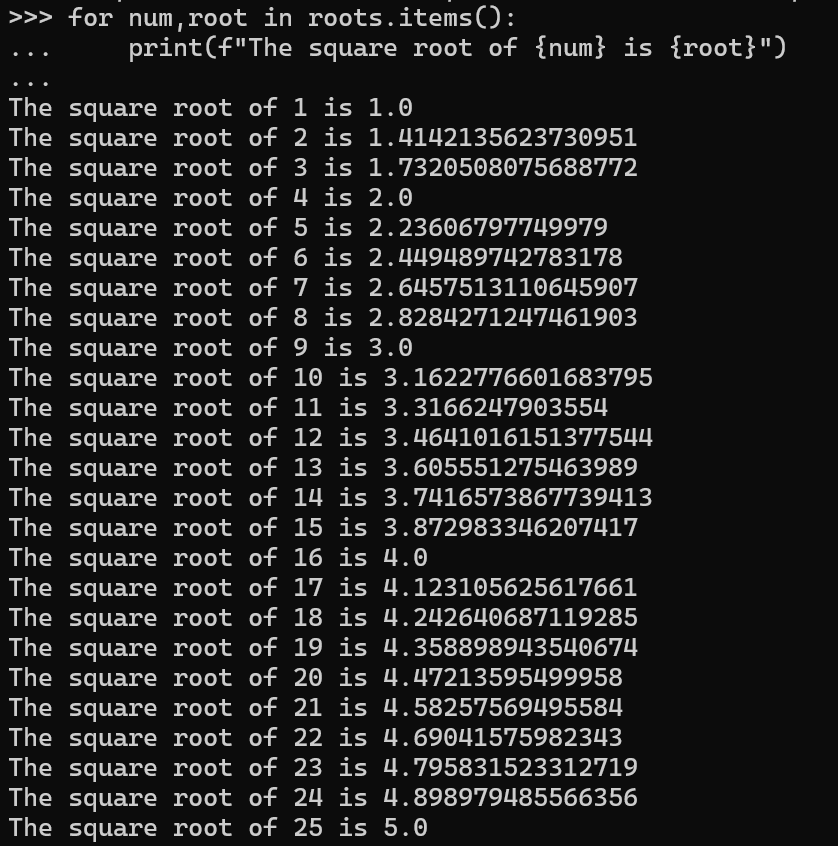 >>> for num,root in roots.items():
...     print(f"The square root of {num} is {root}")
...
The square root of 1 is 1.0
The square root of 2 is 1.4142135623730951
The square root of 3 is 1.7320508075688772
The square root of 4 is 2.0
The square root of 5 is 2.23606797749979
The square root of 6 is 2.449489742783178
The square root of 7 is 2.6457513110645907
The square root of 8 is 2.8284271247461903
The square root of 9 is 3.0
The square root of 10 is 3.1622776601683795
The square root of 11 is 3.3166247903554
The square root of 12 is 3.4641016151377544
The square root of 13 is 3.605551275463989
The square root of 14 is 3.7416573867739413
The square root of 15 is 3.872983346207417
The square root of 16 is 4.0
The square root of 17 is 4.123105625617661
The square root of 18 is 4.242640687119285
The square root of 19 is 4.358898943540674
The square root of 20 is 4.47213595499958
The square root of 21 is 4.58257569495584
The square root of 22 is 4.69041575982343
The square root of 23 is 4.795831523312719
The square root of 24 is 4.898979485566356
The square root of 25 is 5.0